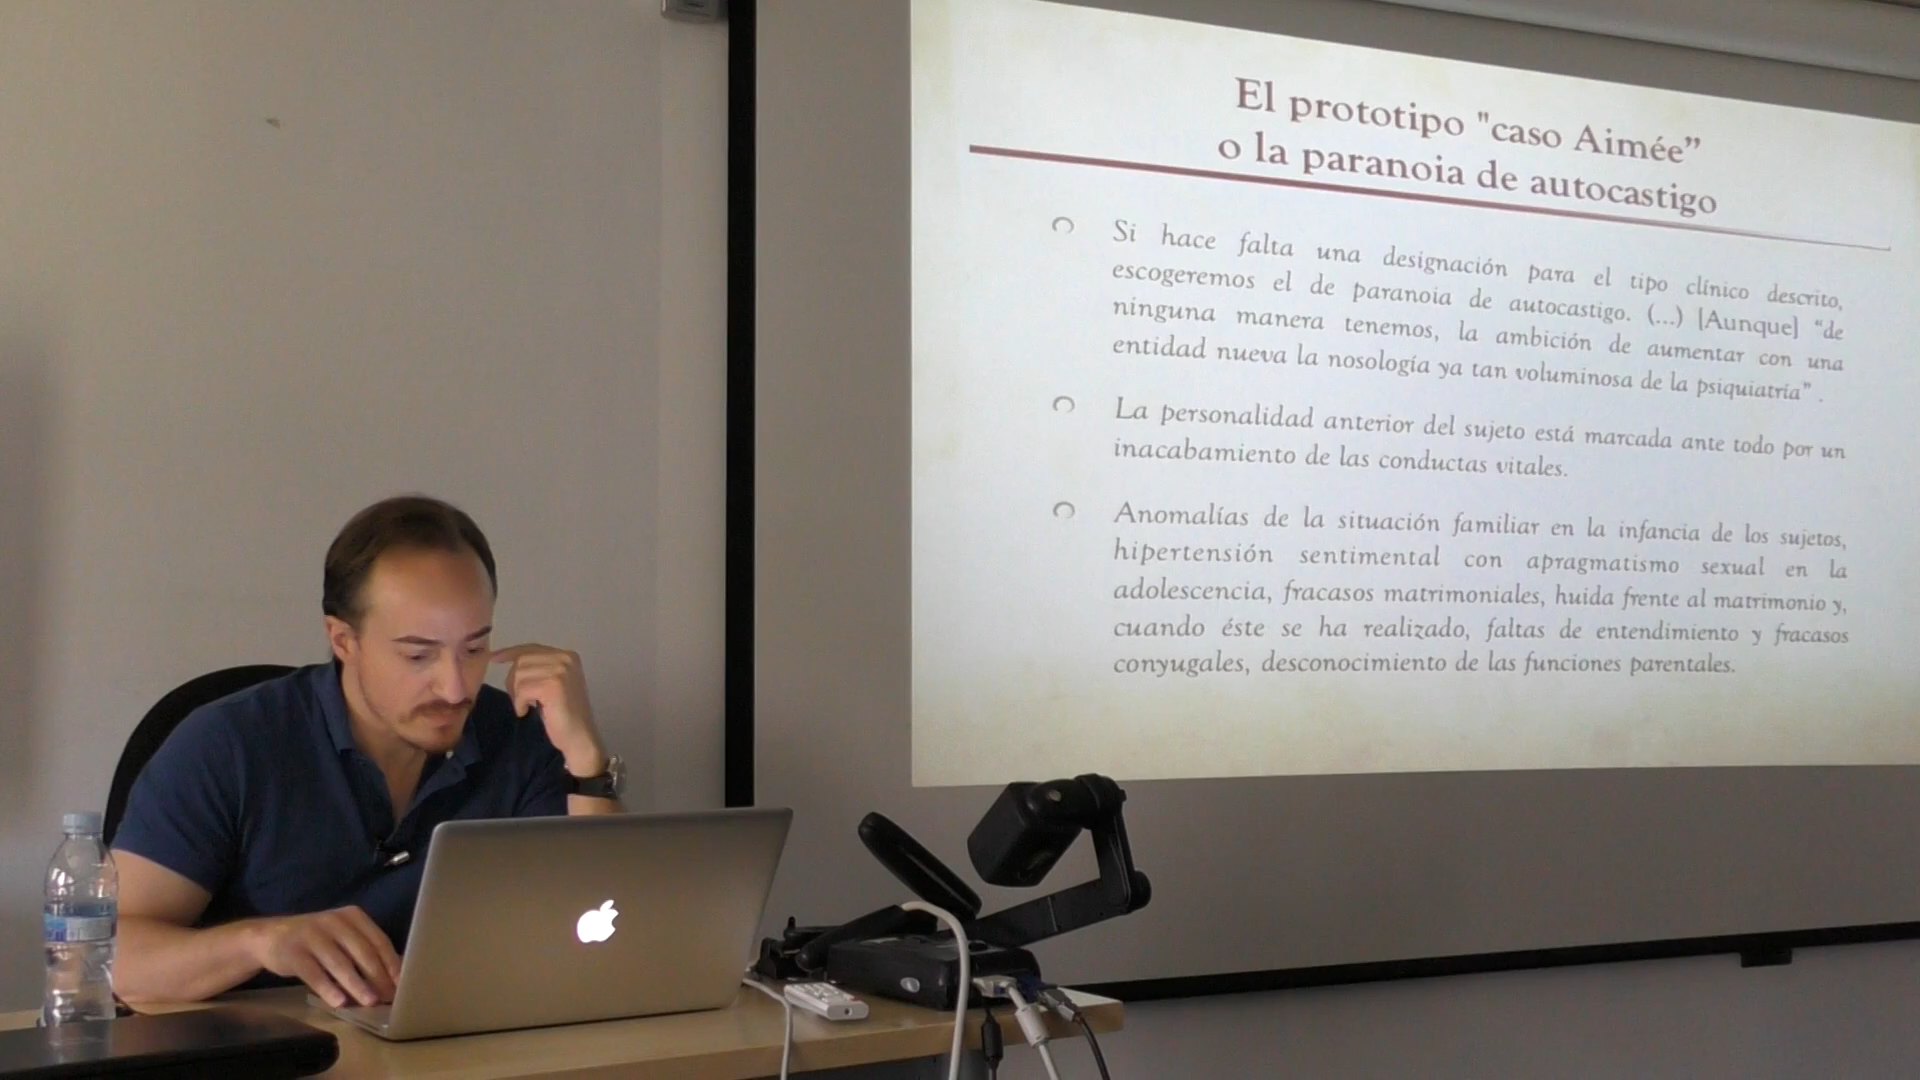 El prototipo "caso Aimée”
o la paranoia de autocastigo
Si hace falta una designación para el tipo clínico descrito,
escogeremos el de paranoia de autocastigo. (...) [Aunque] “de
ninguna manera tenemos, la ambición de aumentar con una
entidad nueva la nosología ya tan voluminosa de la psiquiatría” .
La personalidad anterior del sujeto está marcada ante todo por un
inacabamiento de las conductas vitales.
Anomalías de la situación familiar en la infancia de los sujetos,
hipertensión sentimental con apragmatismo sexual en la
adolescencia, fracasos matrimoniales, huida frente al matrimonio y,
cuando éste se ha realizado, faltas de entendimiento y fracasos
conyugales, desconocimiento de las funciones parentales.